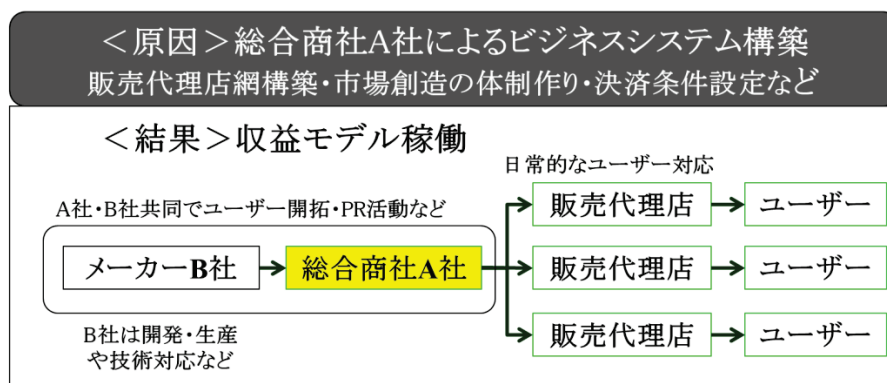 ＜原因＞総合商社A社によるビジネスシステム構築
販売代理店網構築・市場創造の体制作り・決済条件設定など
＜結果＞収益モデル稼働
日常的なユーザー対応
A社・B社共同でユーザー開拓・PR活動など
販売代理店
ユーザー
メーカーB社
総合商社A社
販売代理店
ユーザー
販売代理店
ユーザー
B社は開発・生産
や技術対応など